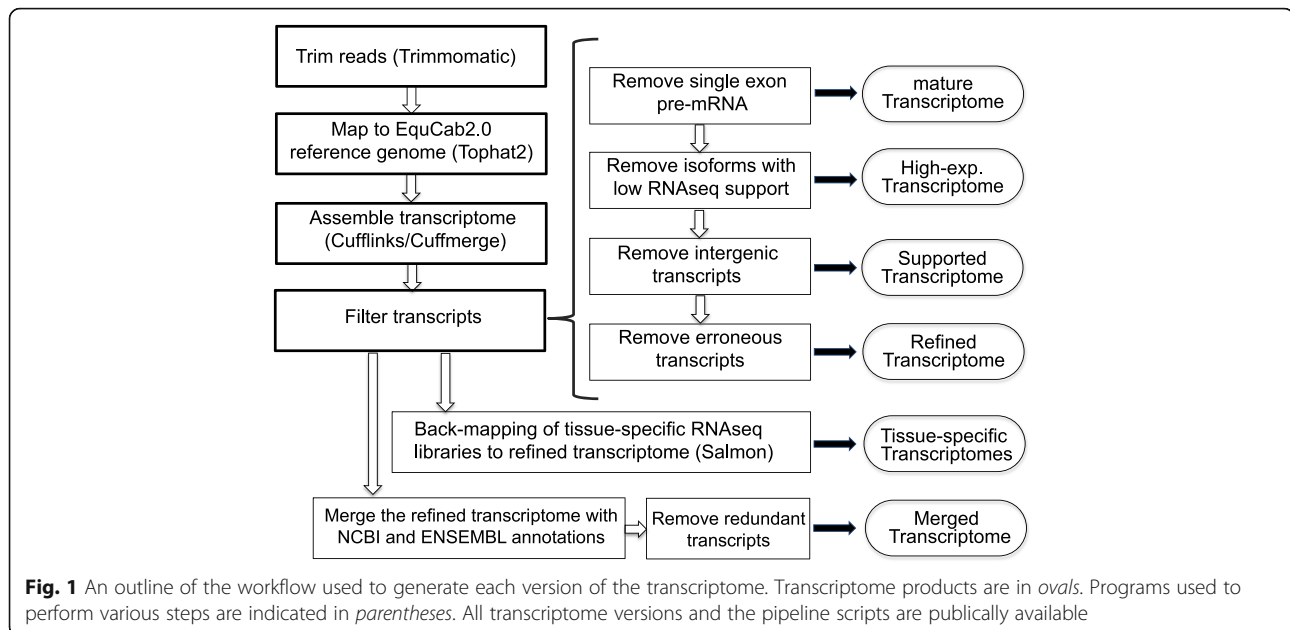 Trim reads (Trimmomatic)
Map to EquCab2.0
reference genome (Tophat2)
Assemble transcriptome
(Cufflinks/Cuffmerge)
Filter transcripts
Remove single exon
pre-mRNA
mature
Transcriptome
Remove isoforms with
low RNAseq support
High-exp.
Transcriptome
Remove intergenic
transcripts
Supported
Transcriptome
Remove erroneous
transcripts
Refined
Transcriptome
Back-mapping of tissue-specific RNAseq
libraries to refined transcriptome (Salmon)
Tissue-specific
Transcriptomes
Merge the refined transcriptome with
NCBI and ENSEMBL annotations
Remove redundant
transcripts
Merged
Transcriptome
Fig. 1 An outline of the workflow used to generate each version of the transcriptome. Transcriptome products are in ovals. Programs used to
perform various steps are indicated in parentheses. All transcriptome versions and the pipeline scripts are publically available